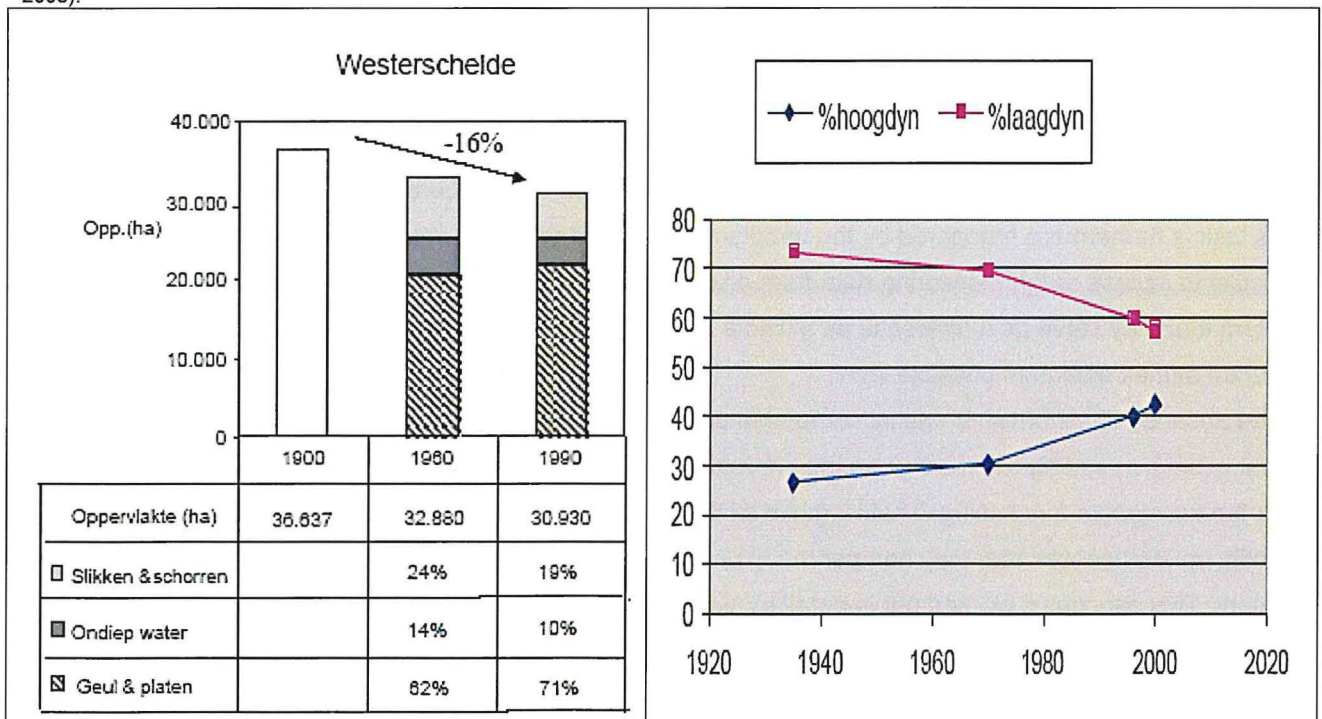 2008).
Westerschelde
40.000
30.000
20.000
10.000
0
Opp.(ha)
-16%
1900 1960 1990
Oppervlakte (ha) 36.637 32.880 30.930
Slikken & schorren 24% 19%
Ondiep water 14% 10%
Geul & platen 62% 71%
%hoogdyn %laagdyn
80
70
60
50
40
30
20
10
0
1920 1940 1960 1980 2000 2020